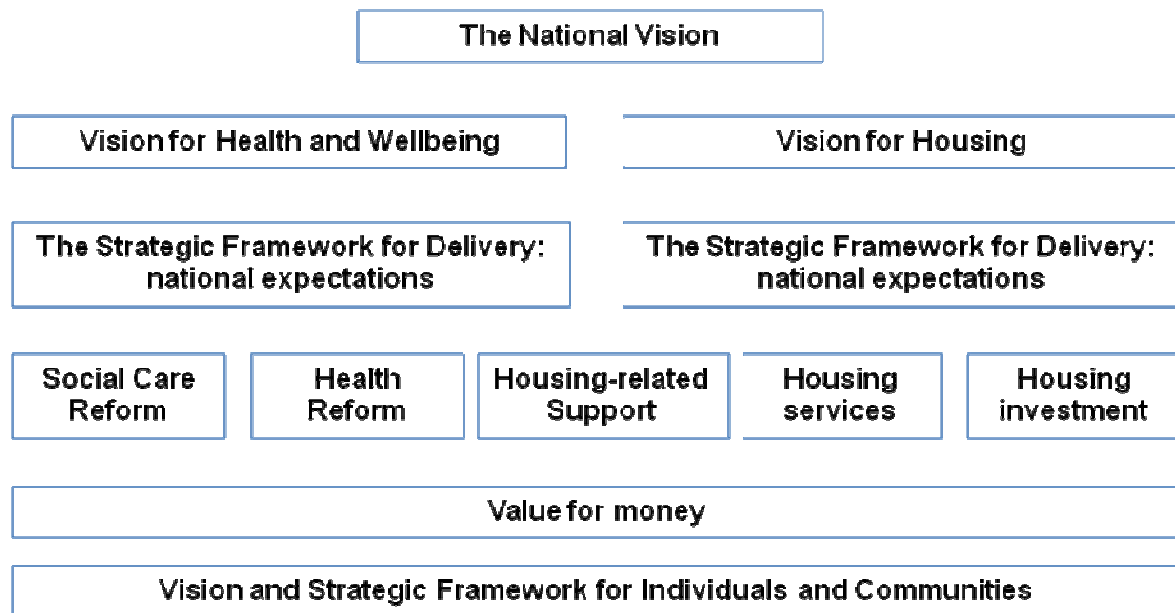 The National Vision
Vision for Health and Wellbeing
Vision for Housing
The Strategic Framework for Delivery:
national expectations
The Strategic Framework for Delivery:
national expectations
Social Care
Reform
Health
Reform
Housing-related
Support
Housing
services
Housing
investment
Value for money
Vision and Strategic Framework for Individuals and Communities